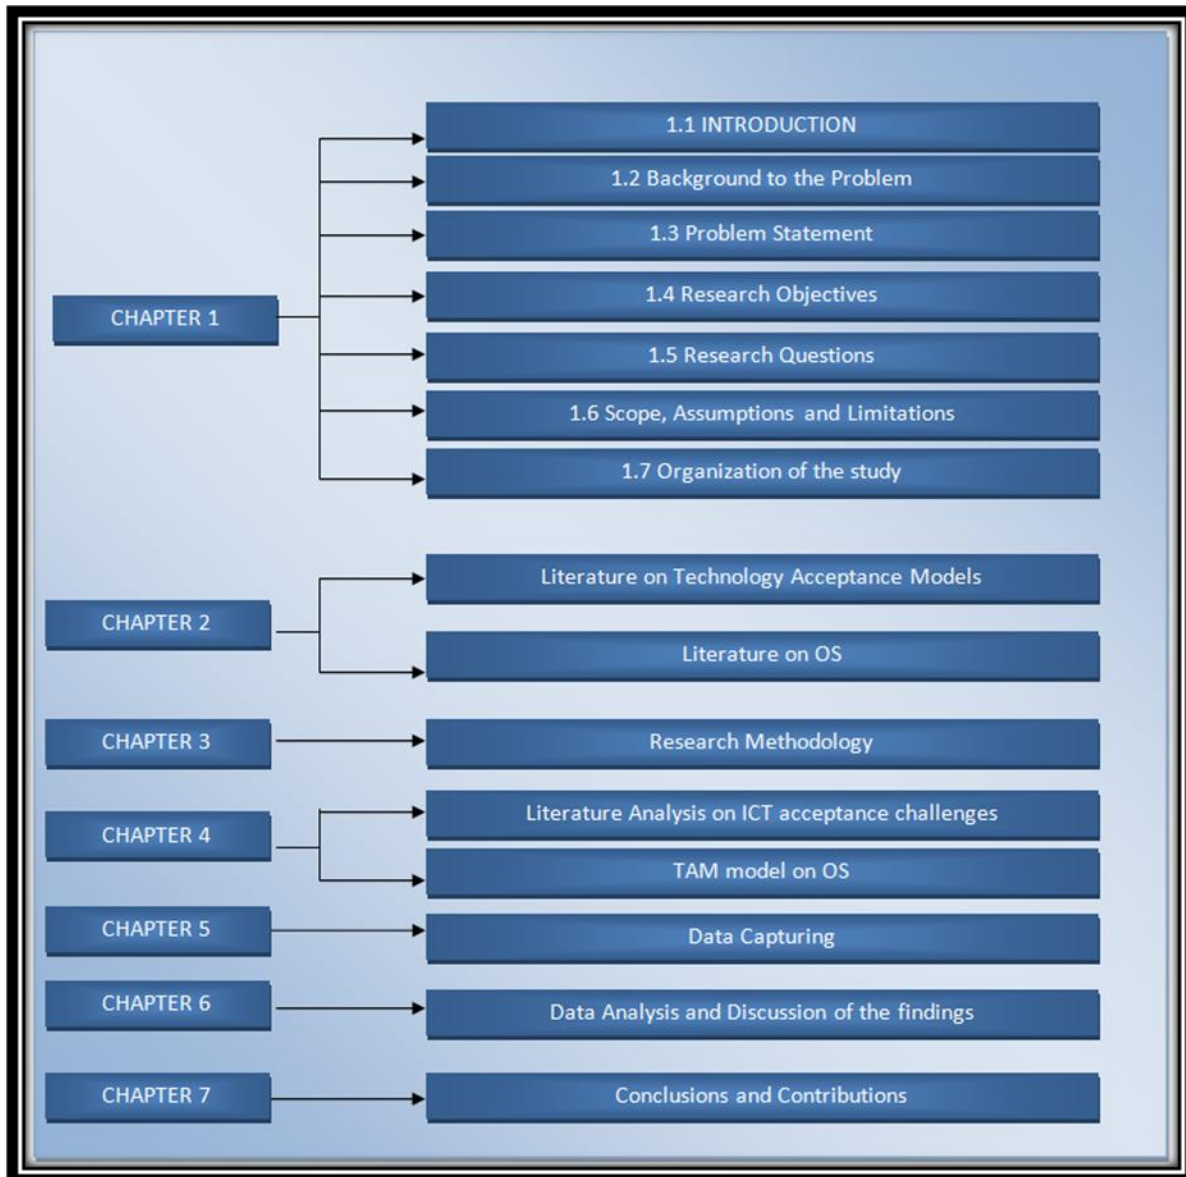 CHAPTER 1
1.1 INTRODUCTION
1.2 Background to the Problem
1.3 Problem Statement
1.4 Research Objectives
1.5 Research Questions
1.6 Scope, Assumptions and Limitations
1.7 Organization of the study
CHAPTER 2
Literature on Technology Acceptance Models
Literature on OS
CHAPTER 3
Research Methodology
CHAPTER 4
Literature Analysis on ICT acceptance challenges
TAM model on OS
CHAPTER 5
Data Capturing
CHAPTER 6
Data Analysis and Discussion of the findings
CHAPTER 7
Conclusions and Contributions